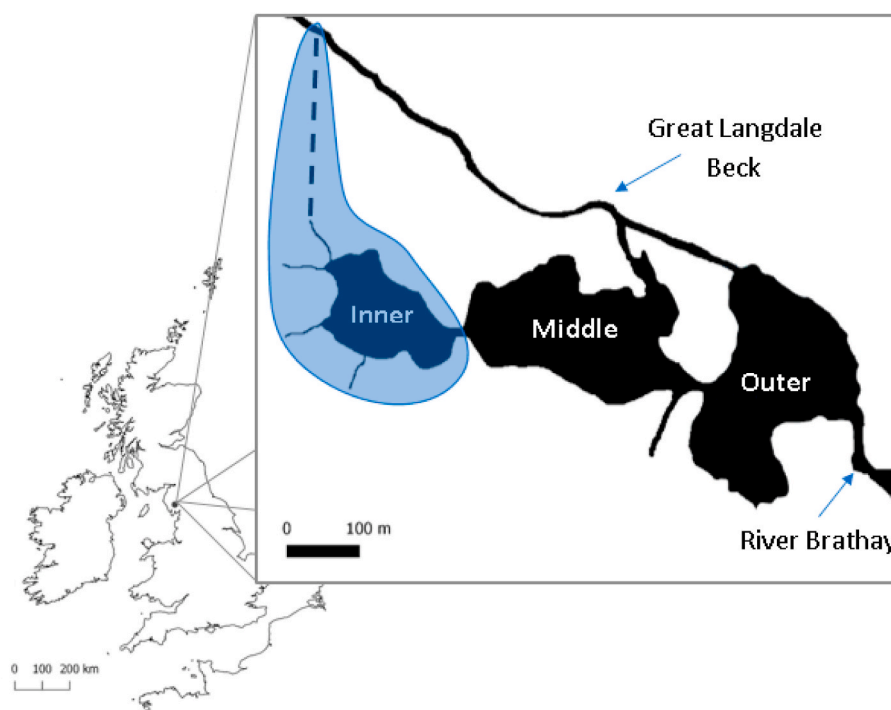 Great Langdale
Beck
Inner
Middle
Outer
0 100 m
River Brathay
0 100 200 km